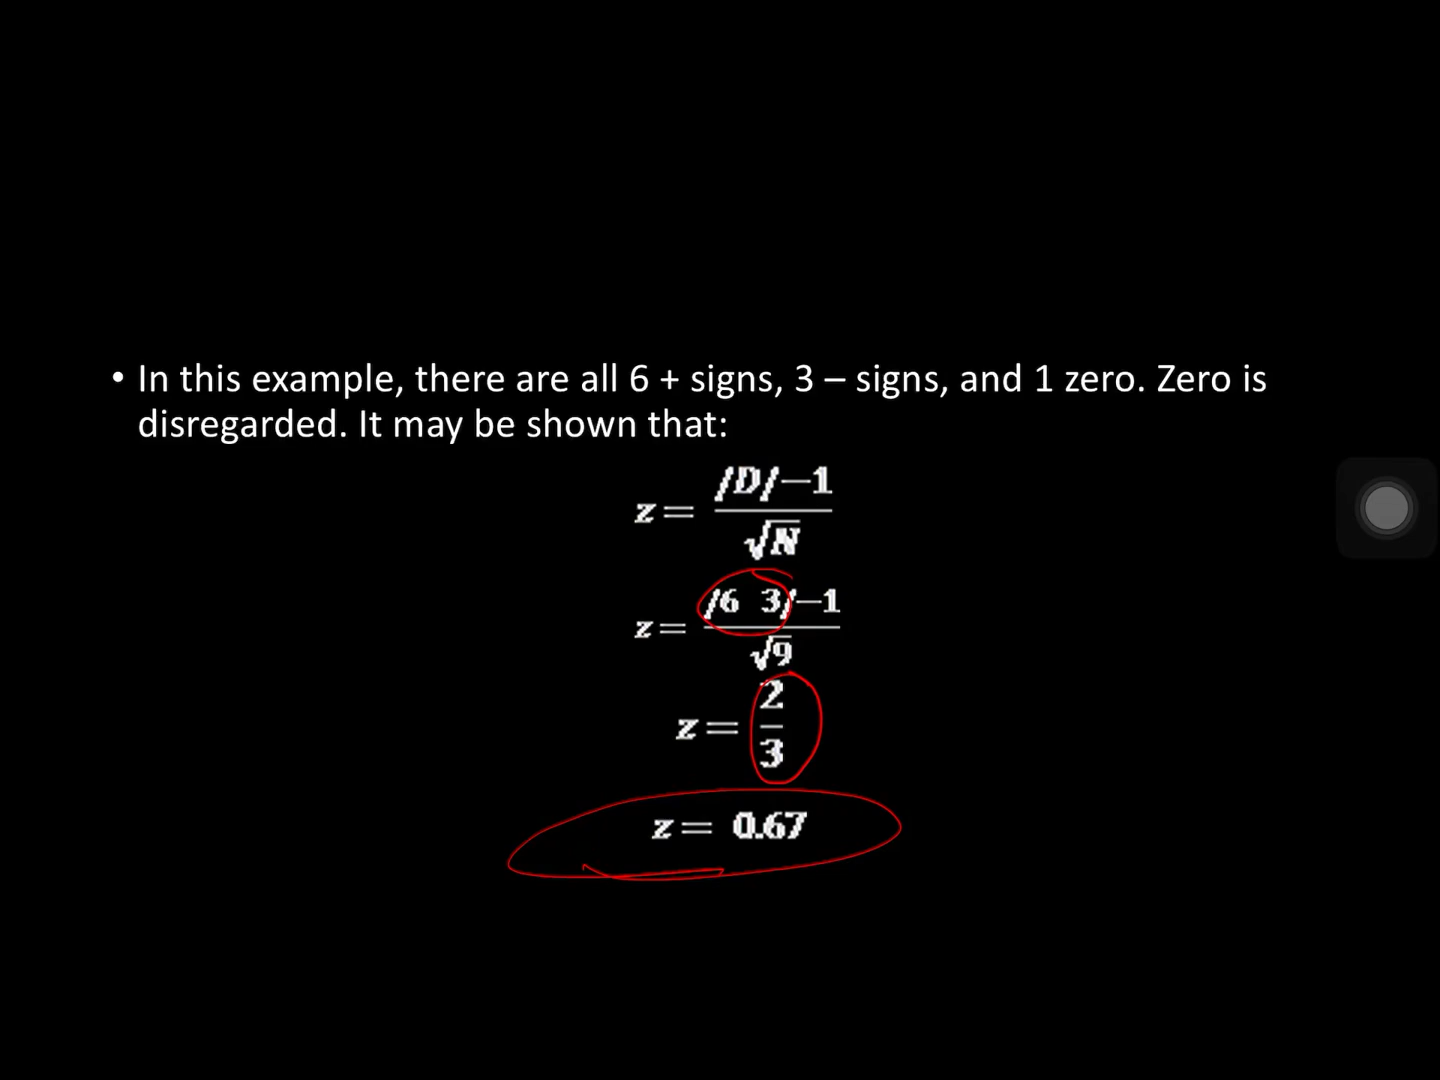 • In this example, there are all 6 + signs, 3 – signs, and 1 zero. Zero is
disregarded. It may be shown that:
z = /D/−1 / √N
z = /6 3/−1 / √9
z = 2/3
z = 0.67